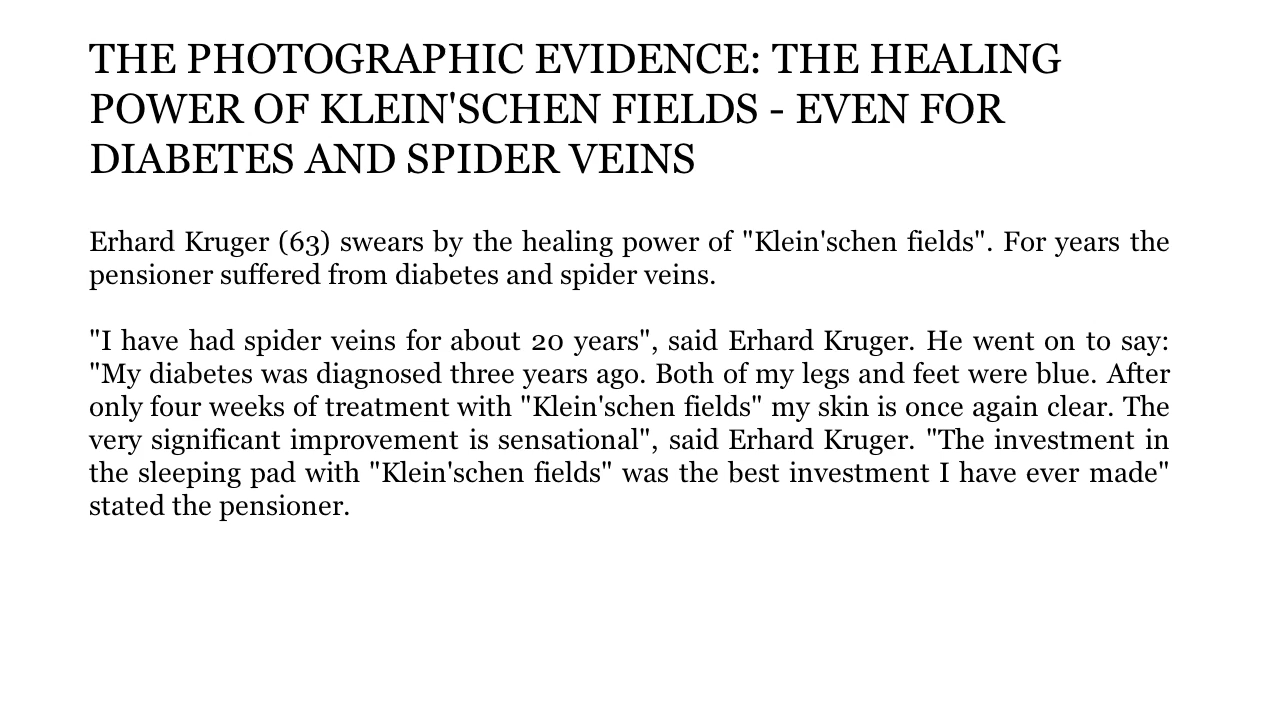 THE PHOTOGRAPHIC EVIDENCE: THE HEALING
POWER OF KLEIN'SCHEN FIELDS - EVEN FOR
DIABETES AND SPIDER VEINS
Erhard Kruger (63) swears by the healing power of "Klein'schen fields". For years the
pensioner suffered from diabetes and spider veins.
"I have had spider veins for about 20 years", said Erhard Kruger. He went on to say:
"My diabetes was diagnosed three years ago. Both of my legs and feet were blue. After
only four weeks of treatment with "Klein'schen fields" my skin is once again clear. The
very significant improvement is sensational", said Erhard Kruger. "The investment in
the sleeping pad with "Klein'schen fields" was the best investment I have ever made"
stated the pensioner.